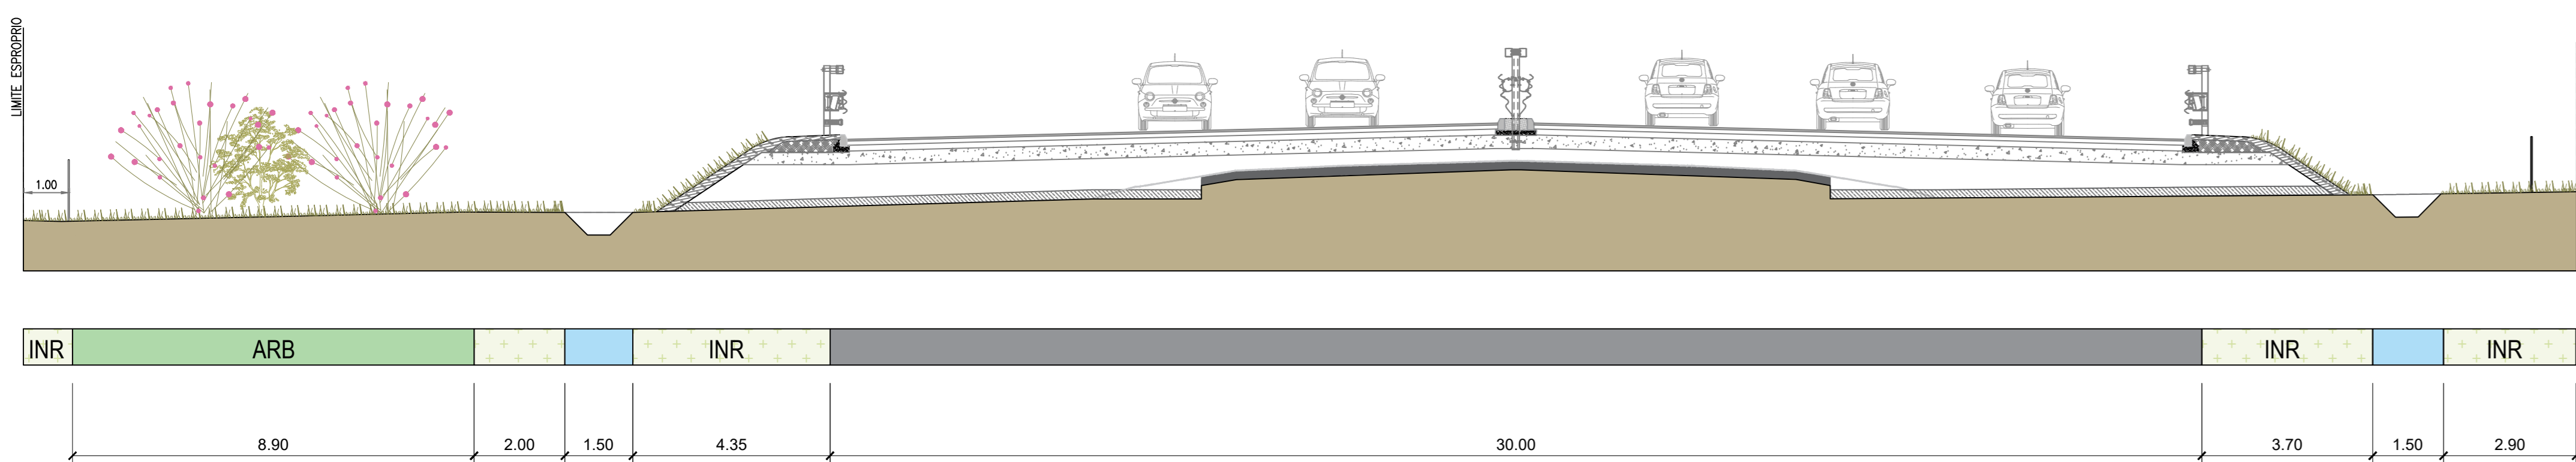 LIMITE ESPROPRIO
1.00
INR
ARB
INR
INR
INR
8.90
2.00
1.50
4.35
30.00
3.70
1.50
2.90